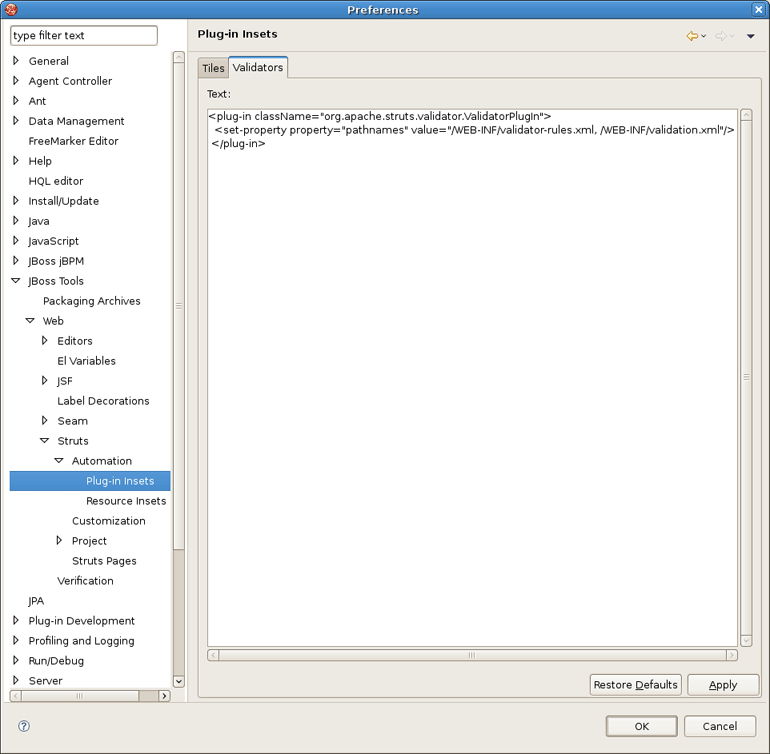 Preferences
type filter text
General
Agent Controller
Ant
Data Management
FreeMarker Editor
Help
HQL editor
Install/Update
Java
JavaScript
JBoss jBPM
JBoss Tools
Packaging Archives
Web
Editors
El Variables
JSF
Label Decorations
Seam
Struts
Automation
Plug-in Insets
Resource Insets
Customization
Project
Struts Pages
Verification
JPA
Plug-in Development
Profiling and Logging
Run/Debug
Server
Plug-in Insets
Tiles
Validators
Text:
<plug-in className="org.apache.struts.validator.ValidatorPlugIn">
<set-property property="pathnames" value="/WEB-INF/validator-rules.xml, /WEB-INF/validation.xml"/>
</plug-in>
Restore Defaults
Apply
OK
Cancel